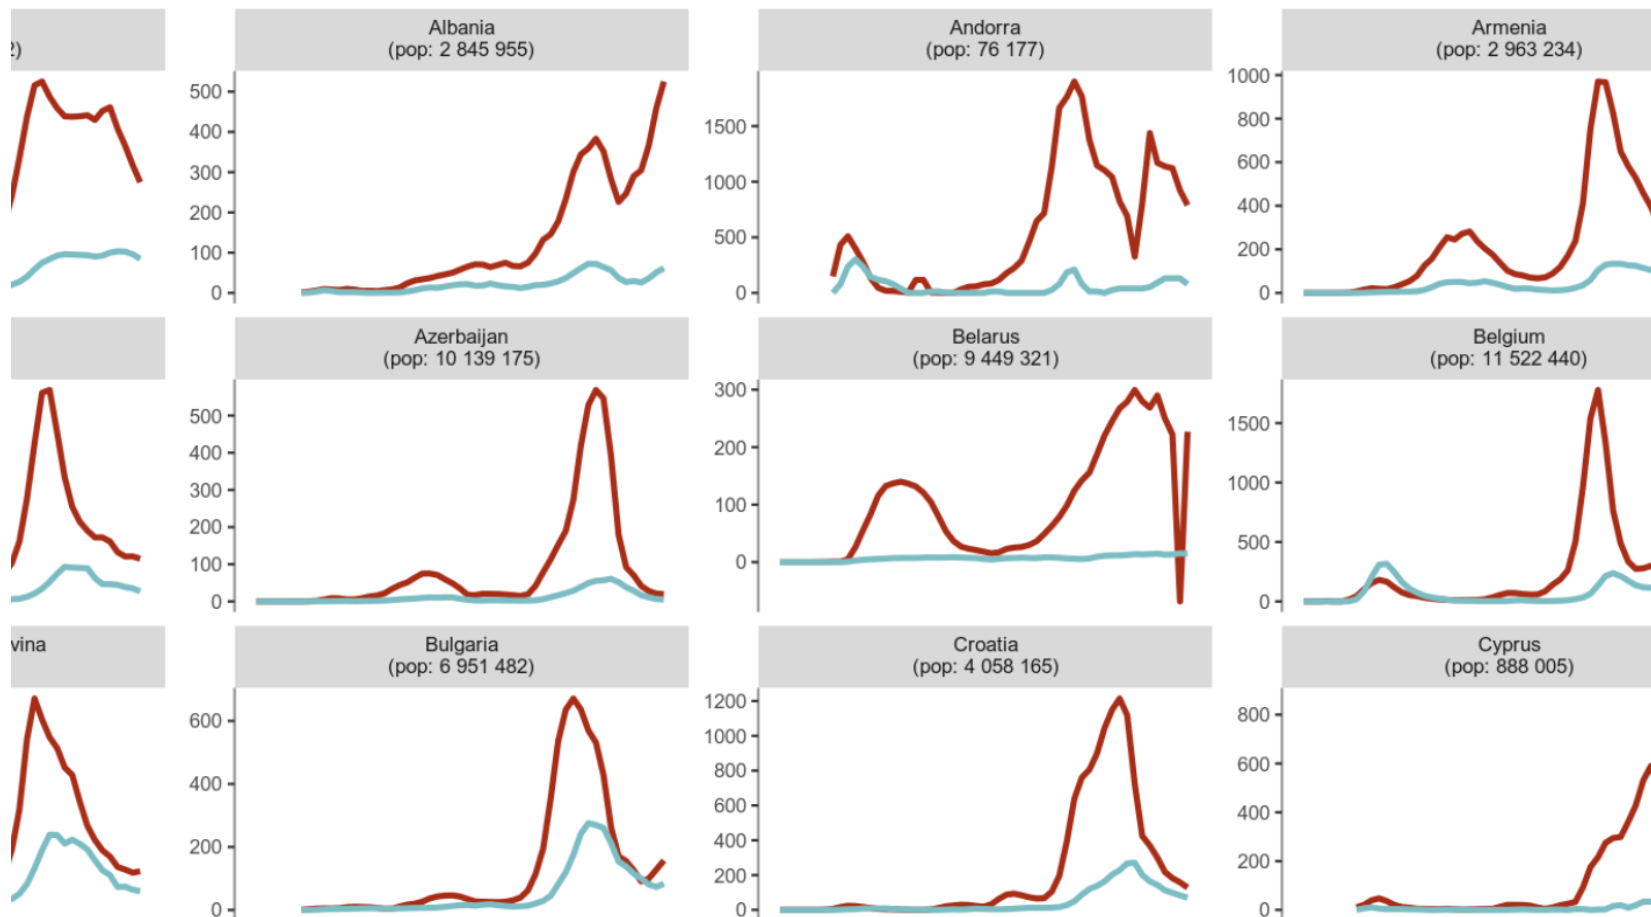 2)
Albania
(pop: 2 845 955)
Andorra
(pop: 76 177)
Armenia
(pop: 2 963 234)
500
400
300
200
100
0
1500
1000
500
0
1000
800
600
400
200
0
Azerbaijan
(pop: 10 139 175)
Belarus
(pop: 9 449 321)
Belgium
(pop: 11 522 440)
500
400
300
200
100
0
300
200
100
0
1500
1000
500
0
vina
Bulgaria
(pop: 6 951 482)
Croatia
(pop: 4 058 165)
Cyprus
(pop: 888 005)
600
400
200
0
1200
1000
800
600
400
200
0
800
600
400
200
0